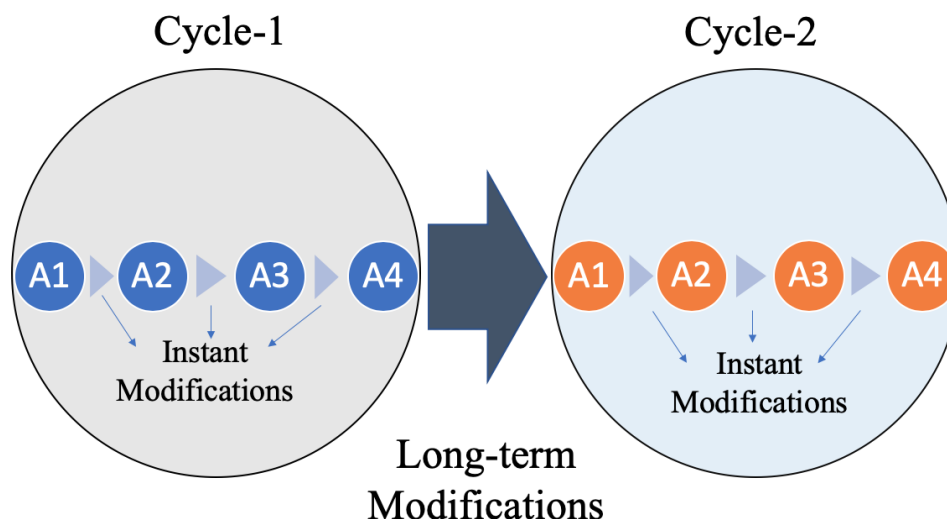 Cycle-1
Cycle-2
A1 A2 A3 A4
A1 A2 A3 A4
Instant
Modifications
Instant
Modifications
Long-term
Modifications